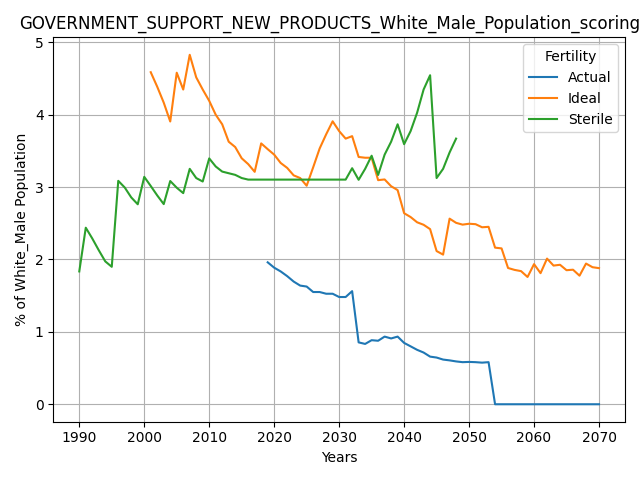 GOVERNMENT_SUPPORT_NEW_PRODUCTS_White_Male_Population_scoring
Fertility
Actual
Ideal
Sterile
% of White_Male Population
5
4
3
2
1
0
1990 2000 2010 2020 2030 2040 2050 2060 2070
Years